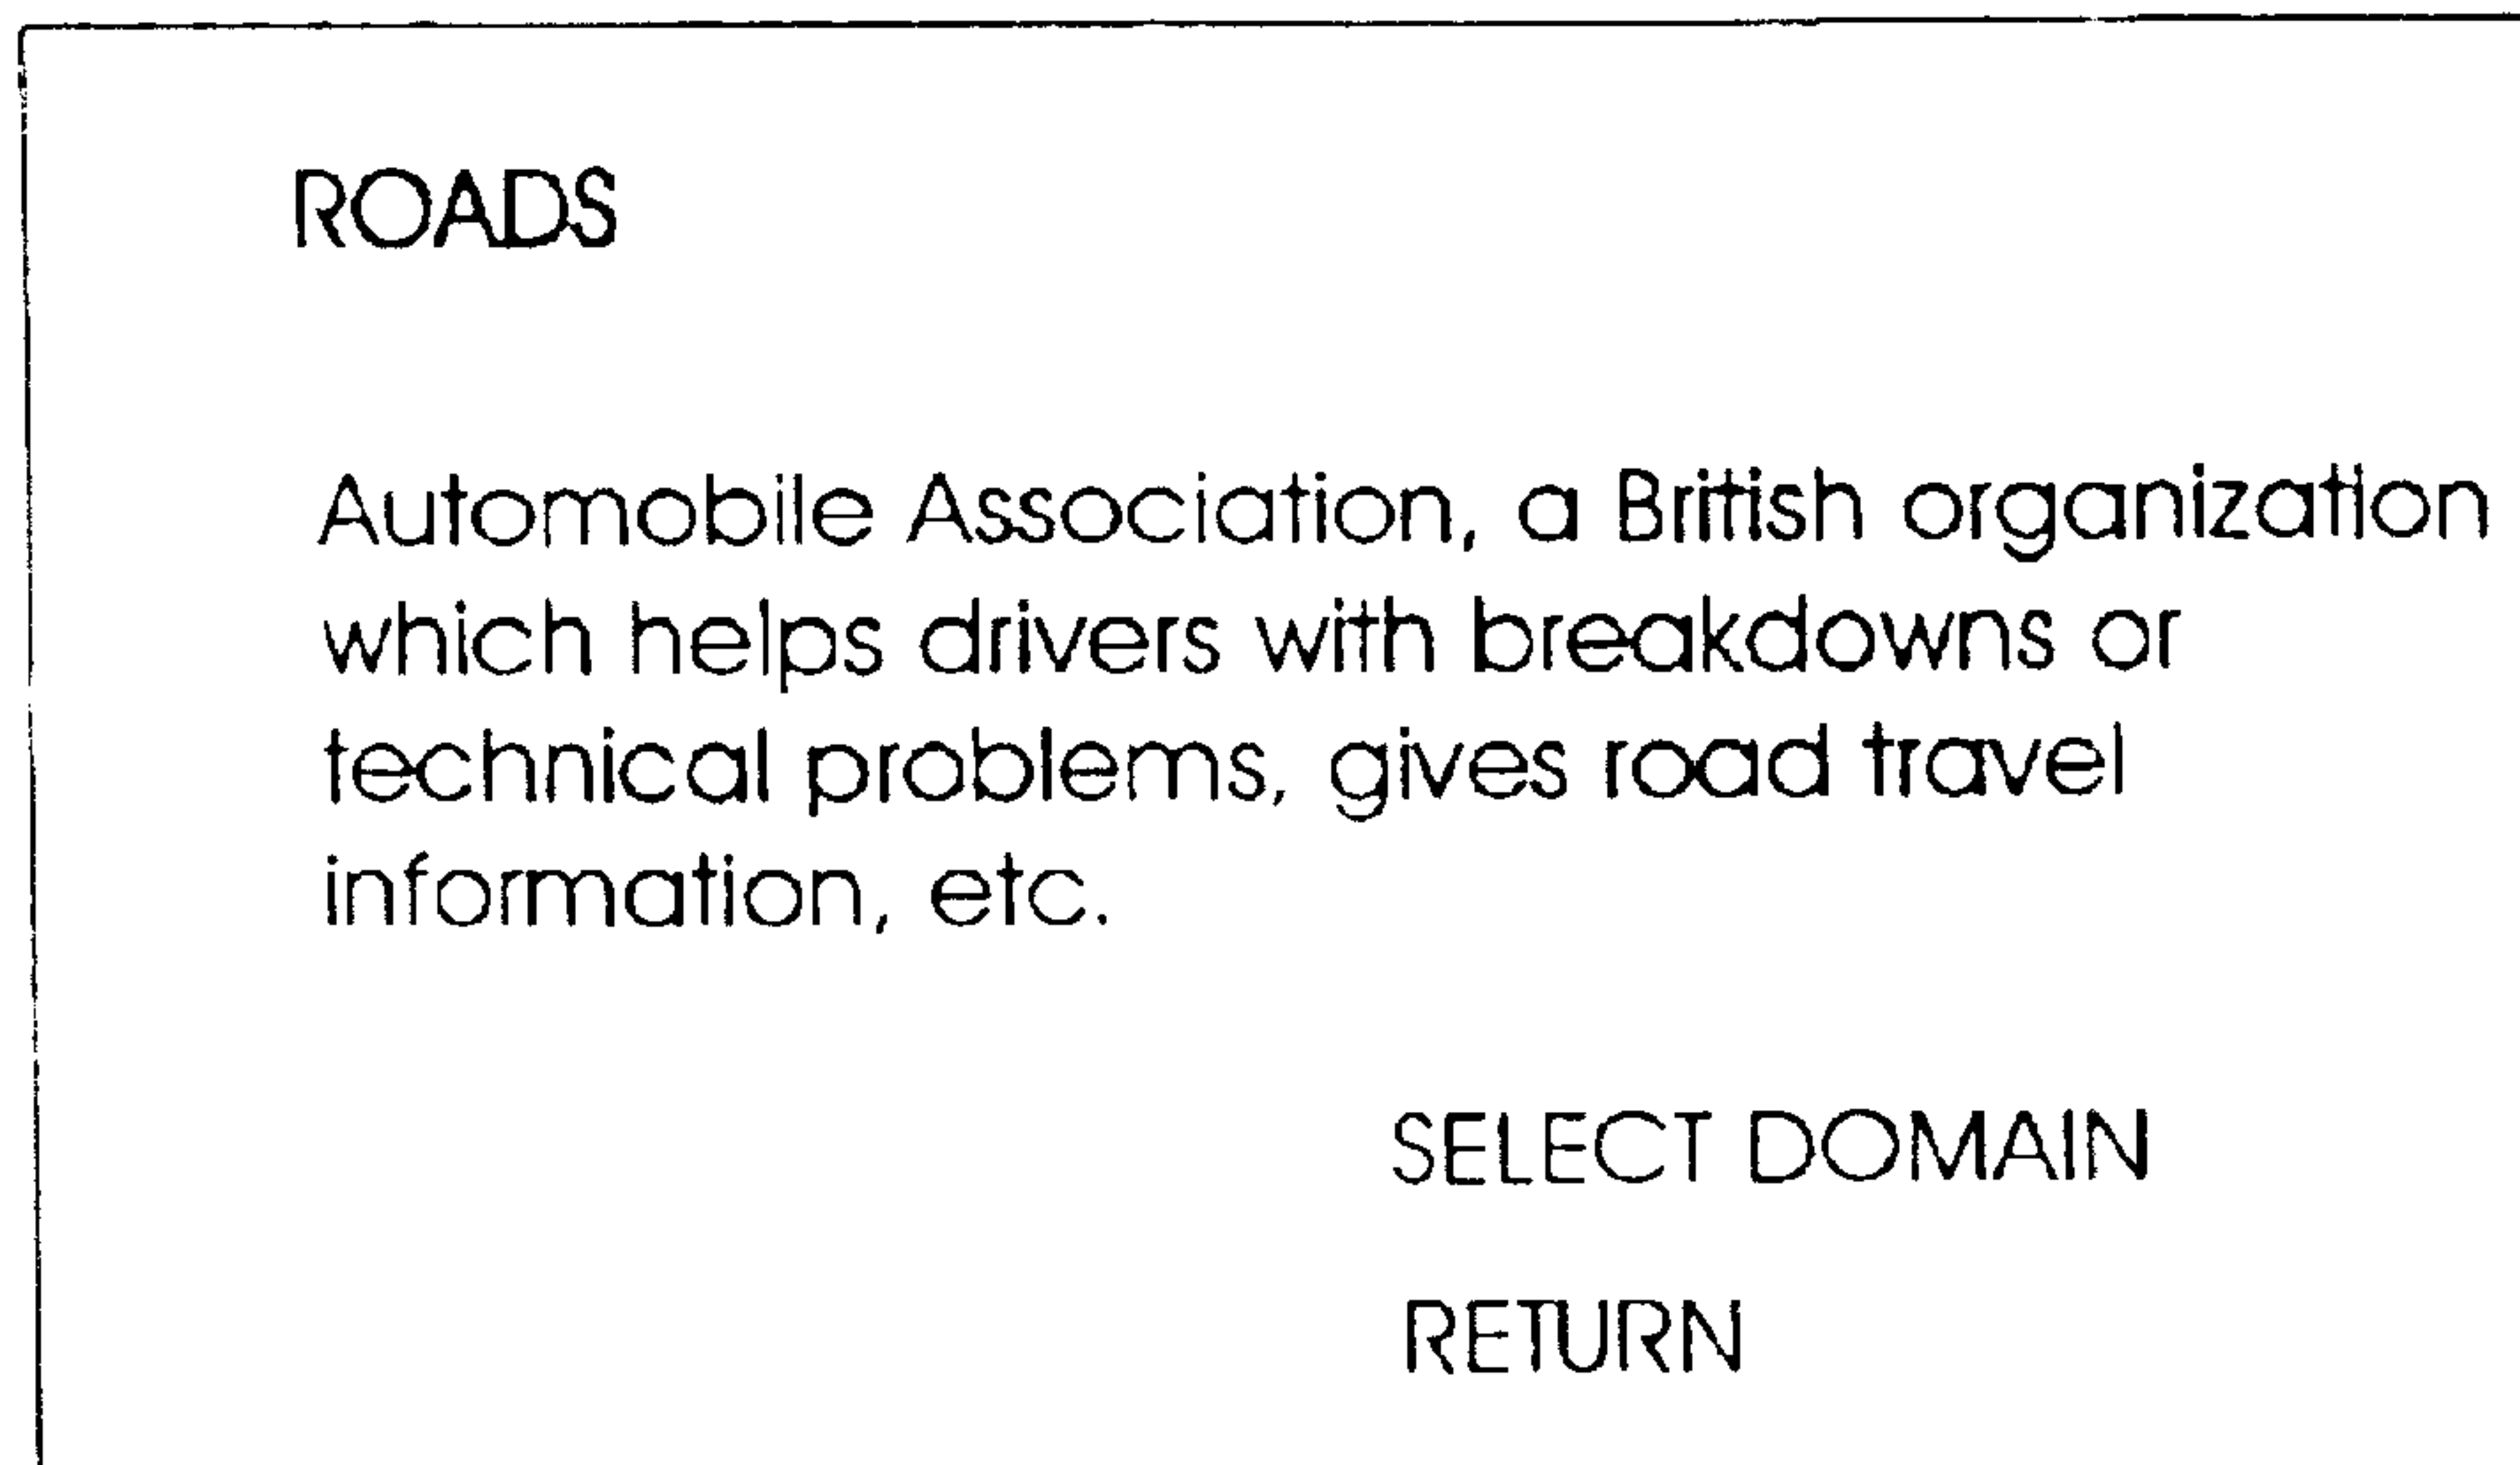 ROADS
Automobile Association, a British organization
which helps drivers with breakdowns or
technical problems, gives road travel
information, etc.
SELECT DOMAIN
RETURN